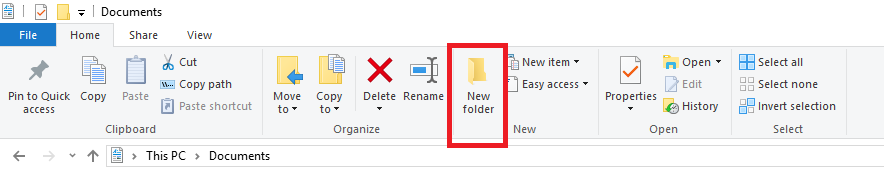 Documents
File Home Share View
Pin to Quick access
Copy
Paste
Cut
Copy path
Paste shortcut
Clipboard
Move to
Copy to
Delete
Rename
Organize
New folder
New item
Easy access
New
Properties
Open
Edit
History
Open
Select all
Select none
Invert selection
Select
This PC > Documents